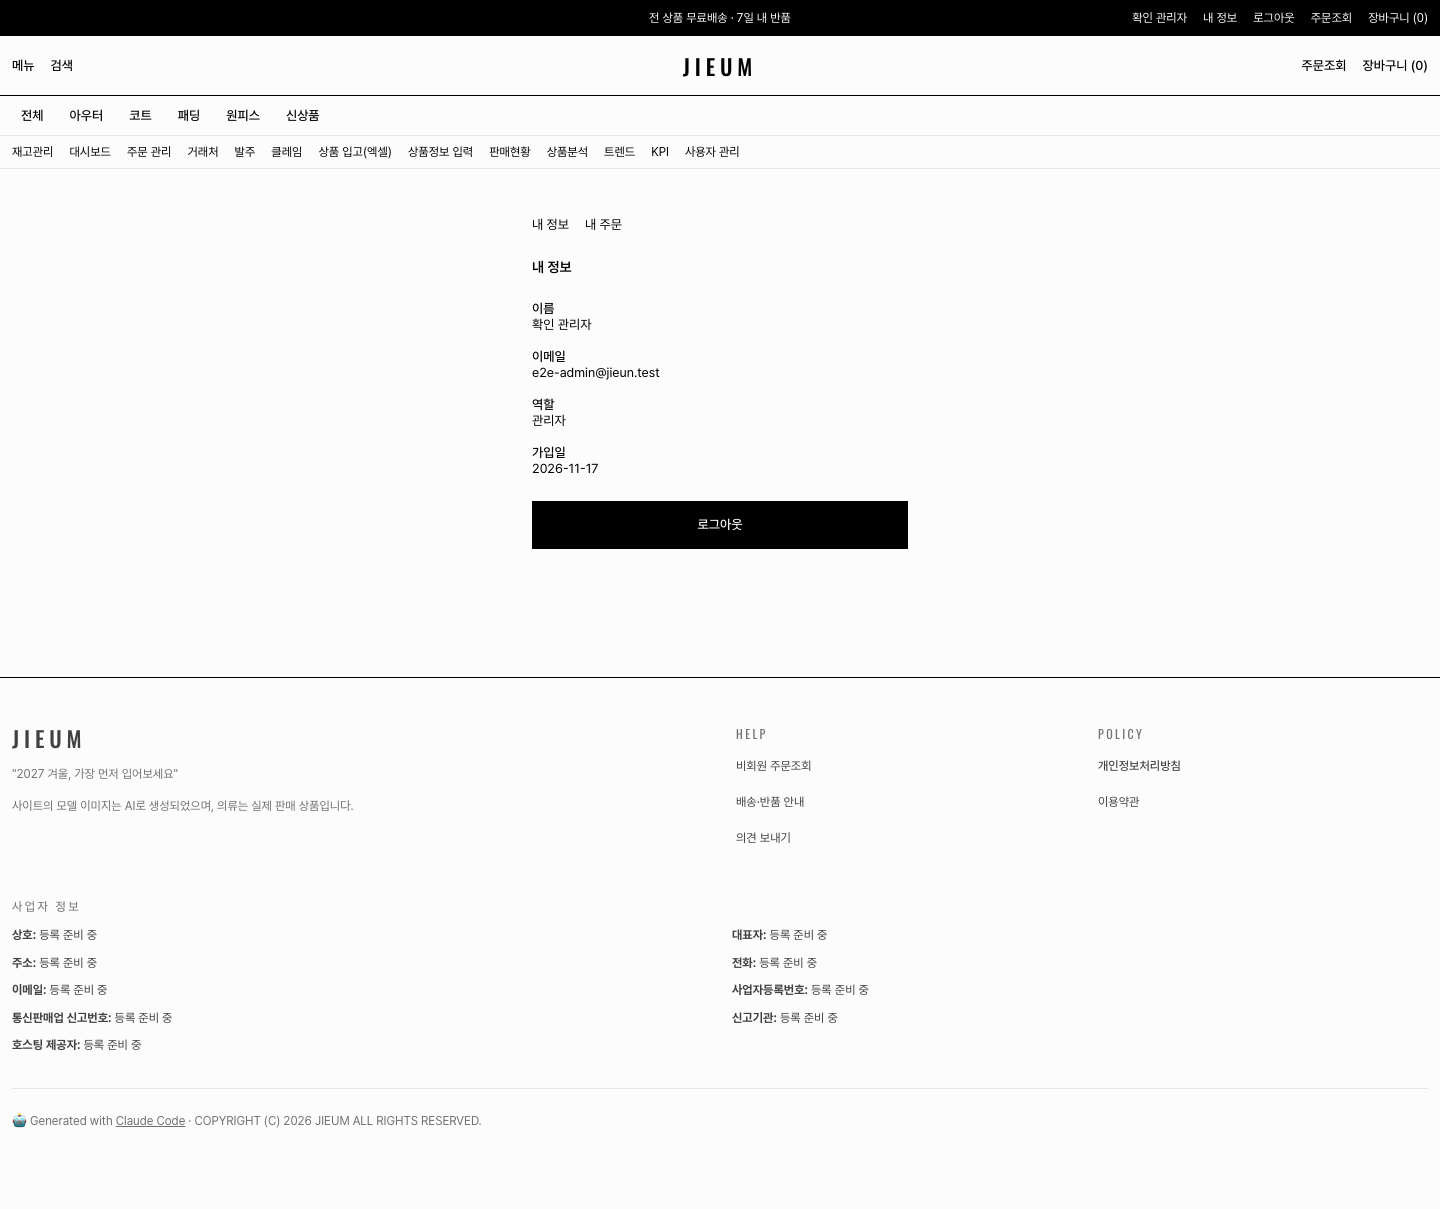 전 상품 무료배송 · 7일 내 반품
확인 관리자 내 정보 로그아웃 주문조회 장바구니 (0)
메뉴 검색
JIEUM
주문조회 장바구니 (0)
전체 아우터 코트 패딩 원피스 신상품
재고관리 대시보드 주문 관리 거래처 발주 클레임 상품 입고(엑셀) 상품정보 입력 판매현황 상품분석 트렌드 KPI 사용자 관리
내 정보 내 주문
내 정보
이름
확인 관리자
이메일
e2e-admin@jieun.test
역할
관리자
가입일
2026-11-17
로그아웃
JIEUM
"2027 겨울, 가장 먼저 입어보세요"
사이트의 모델 이미지는 AI로 생성되었으며, 의류는 실제 판매 상품입니다.
HELP
비회원 주문조회
배송·반품 안내
의견 보내기
POLICY
개인정보처리방침
이용약관
사업자 정보
상호: 등록 준비 중
대표자: 등록 준비 중
주소: 등록 준비 중
전화: 등록 준비 중
이메일: 등록 준비 중
사업자등록번호: 등록 준비 중
통신판매업 신고번호: 등록 준비 중
신고기관: 등록 준비 중
호스팅 제공자: 등록 준비 중
🤖 Generated with Claude Code · COPYRIGHT (C) 2026 JIEUM ALL RIGHTS RESERVED.